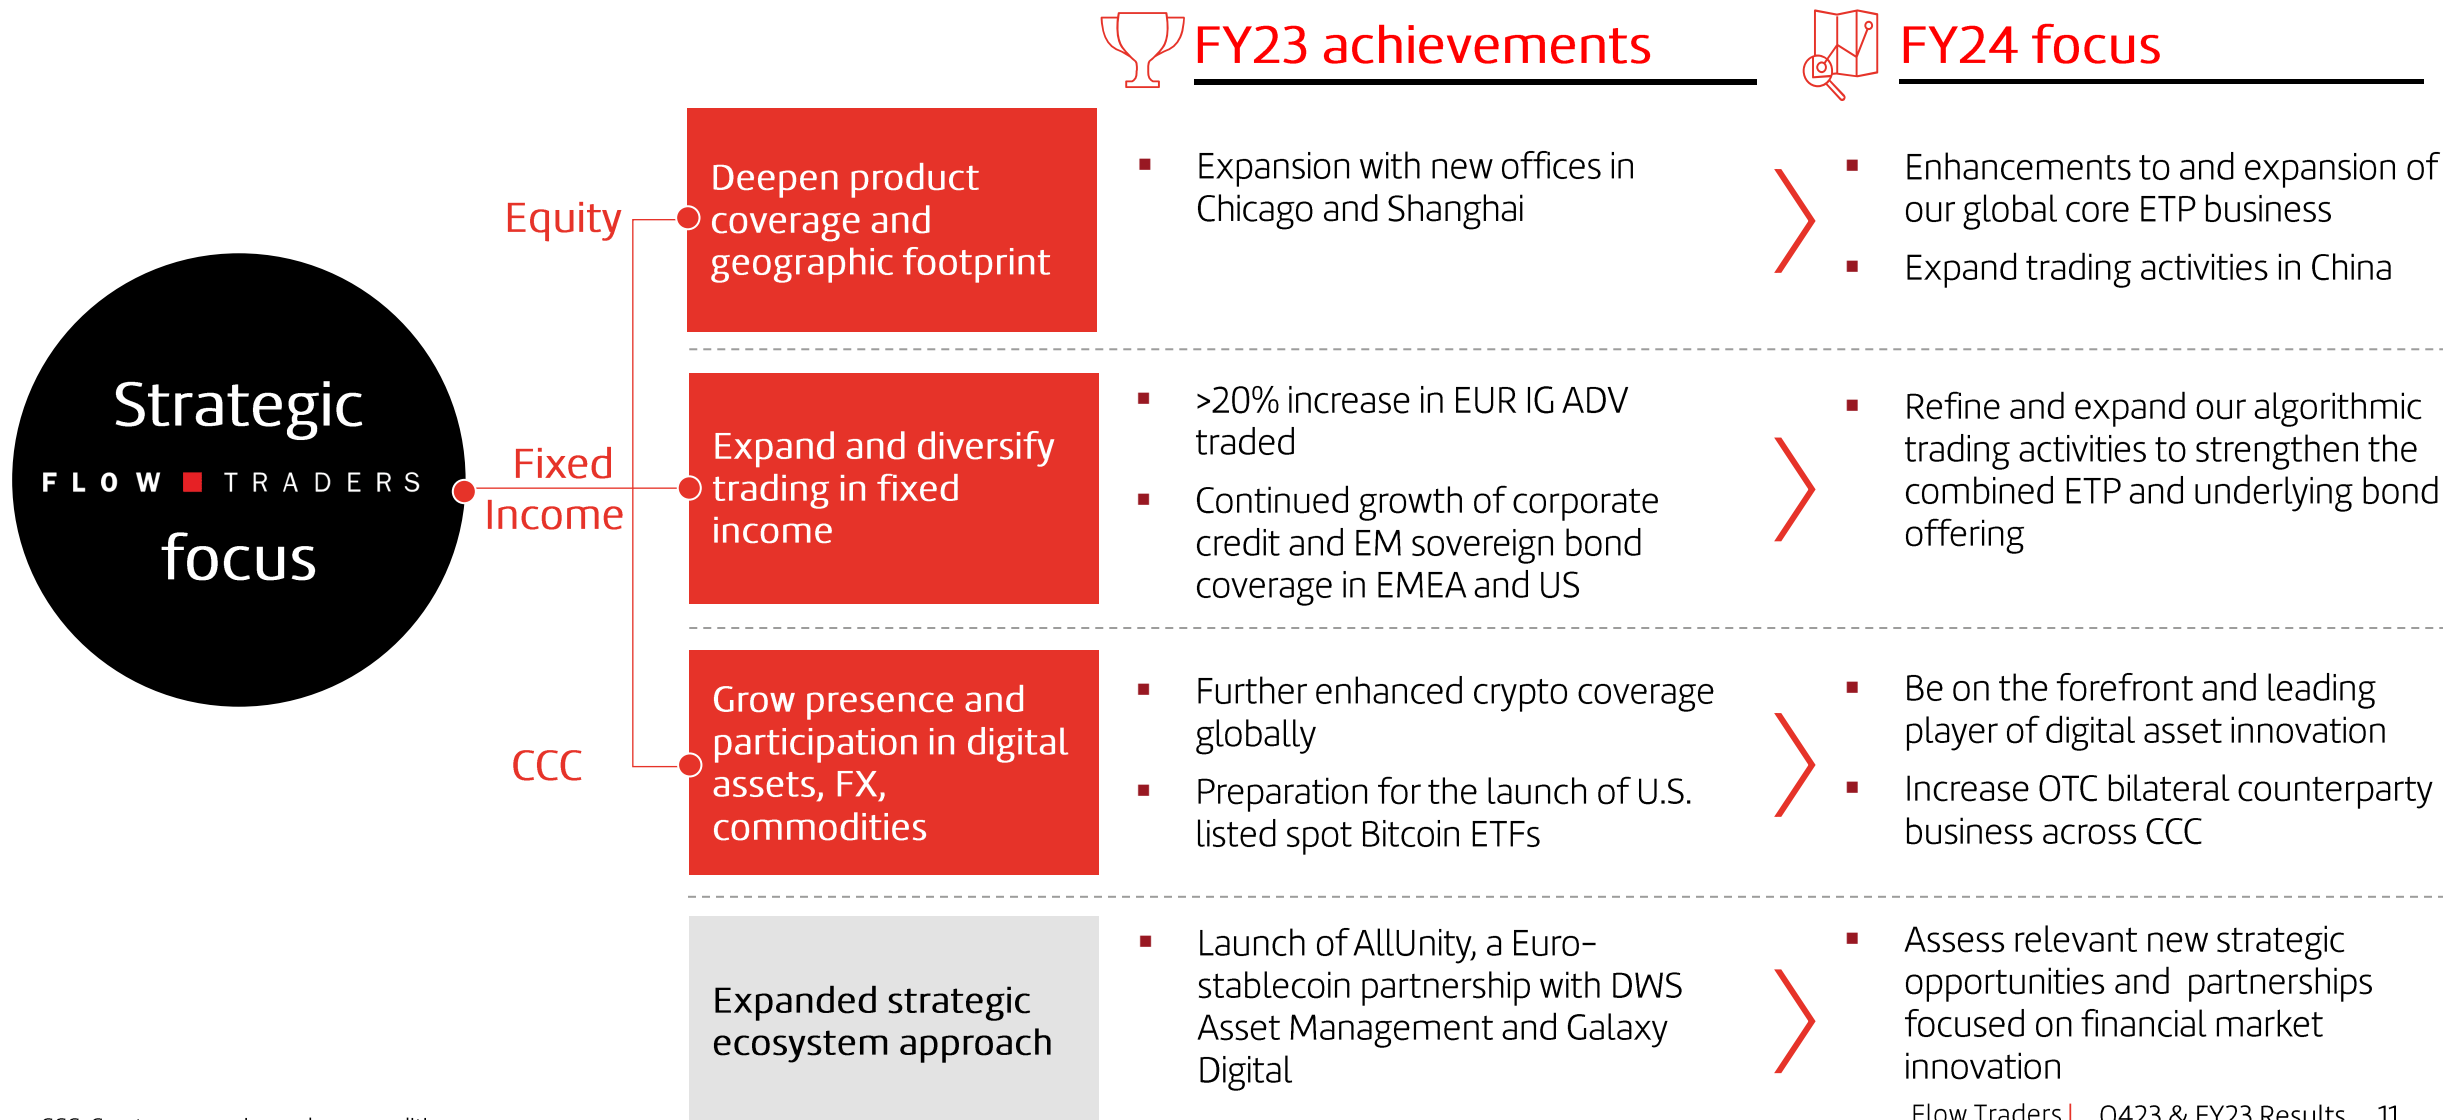 FY23 achievements
FY24 focus
Strategic
FLOW TRADERS
focus
Equity
Deepen product
coverage and
geographic footprint
Expansion with new offices in
Chicago and Shanghai
Enhancements to and expansion of
our global core ETP business
Expand trading activities in China
Fixed
Income
Expand and diversify
trading in fixed
income
>20% increase in EUR IG ADV
traded
Continued growth of corporate
credit and EM sovereign bond
coverage in EMEA and US
Refine and expand our algorithmic
trading activities to strengthen the
combined ETP and underlying bond
offering
CCC
Grow presence and
participation in digital
assets, FX,
commodities
Further enhanced crypto coverage
globally
Preparation for the launch of U.S.
listed spot Bitcoin ETFs
Be on the forefront and leading
player of digital asset innovation
Increase OTC bilateral counterparty
business across CCC
Expanded strategic
ecosystem approach
Launch of AllUnity, a Euro-
stablecoin partnership with DWS
Asset Management and Galaxy
Digital
Assess relevant new strategic
opportunities and partnerships
focused on financial market
innovation
Flow Traders | Q423 & FY23 Results 11